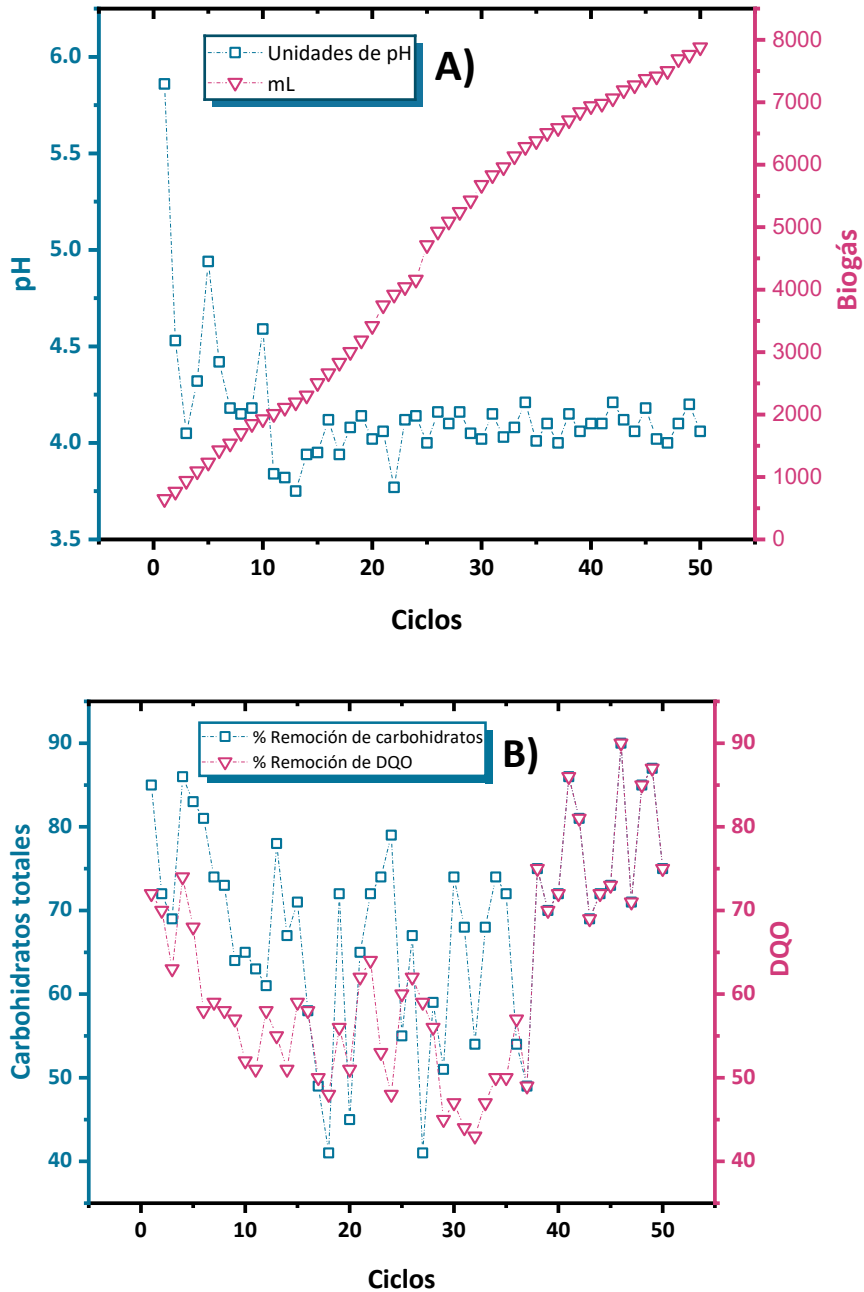 A)
Unidades de pH
mL
6.0
5.5
5.0
4.5
4.0
3.5
pH
8000
7000
6000
5000
4000
3000
2000
1000
0
Biogás
0 10 20 30 40 50
Ciclos
B)
% Remoción de carbohidratos
% Remoción de DQO
90
80
70
60
50
40
Carbohidratos totales
90
80
70
60
50
40
DQO
0 10 20 30 40 50
Ciclos